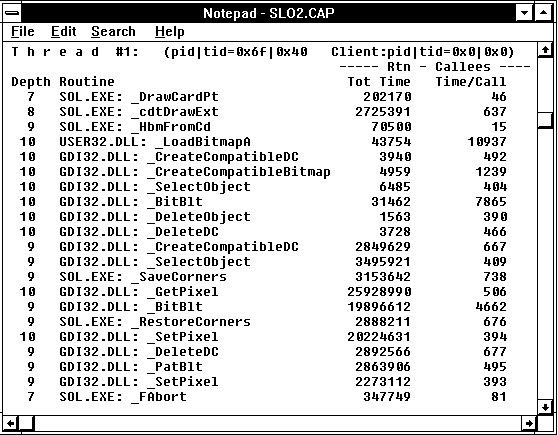 Notepad - SLO2.CAP
File Edit Search Help
T h r e a d  #1:   (pid|tid=0x6f|0x40   Client:pid|tid=0x0|0x0)
----- Rtn - Callees ----
Depth Routine Tot Time Time/Call
7 SOL.EXE: _DrawCardPt 202170 46
8 SOL.EXE: _cdtDrawExt 2725391 637
9 SOL.EXE: _HbmFromCd 70500 15
10 USER32.DLL: _LoadBitmapA 43754 10937
10 GDI32.DLL: _CreateCompatibleDC 3940 492
10 GDI32.DLL: _CreateCompatibleBitmap 4959 1239
10 GDI32.DLL: _SelectObject 6485 404
10 GDI32.DLL: _BitBlt 31462 7865
10 GDI32.DLL: _DeleteObject 1563 390
10 GDI32.DLL: _DeleteDC 3728 466
9 GDI32.DLL: _CreateCompatibleDC 2849629 667
9 GDI32.DLL: _SelectObject 3495921 409
9 SOL.EXE: _SaveCorners 3153642 738
10 GDI32.DLL: _GetPixel 25928990 506
9 GDI32.DLL: _BitBlt 19896612 4662
9 SOL.EXE: _RestoreCorners 2888211 676
10 GDI32.DLL: _SetPixel 20224631 394
9 GDI32.DLL: _DeleteDC 2892566 677
9 GDI32.DLL: _PatBlt 2863906 495
9 GDI32.DLL: _SetPixel 2273112 393
7 SOL.EXE: _FAbort 347749 81